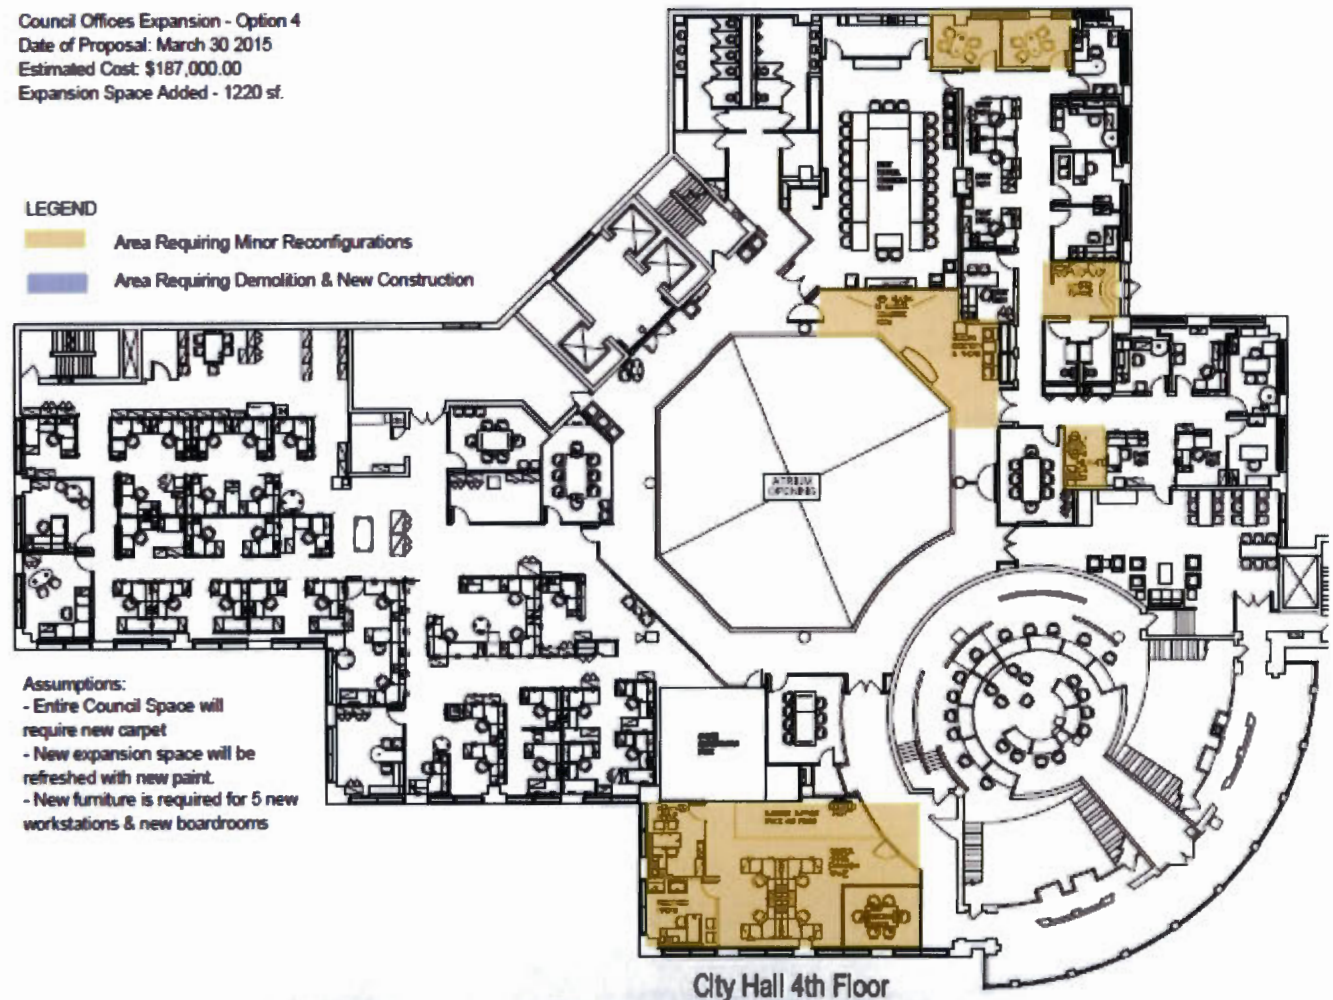 Council Offices Expansion - Option 4
Date of Proposal: March 30 2015
Estimated Cost: $187,000.00
Expansion Space Added - 1220 sf.
LEGEND
Area Requiring Minor Reconfigurations
Area Requiring Demolition & New Construction
ATRIUM
OPENING
Assumptions:
- Entire Council Space will
require new carpet
- New expansion space will be
refreshed with new paint.
- New furniture is required for 5 new
workstations & new boardrooms
City Hall 4th Floor